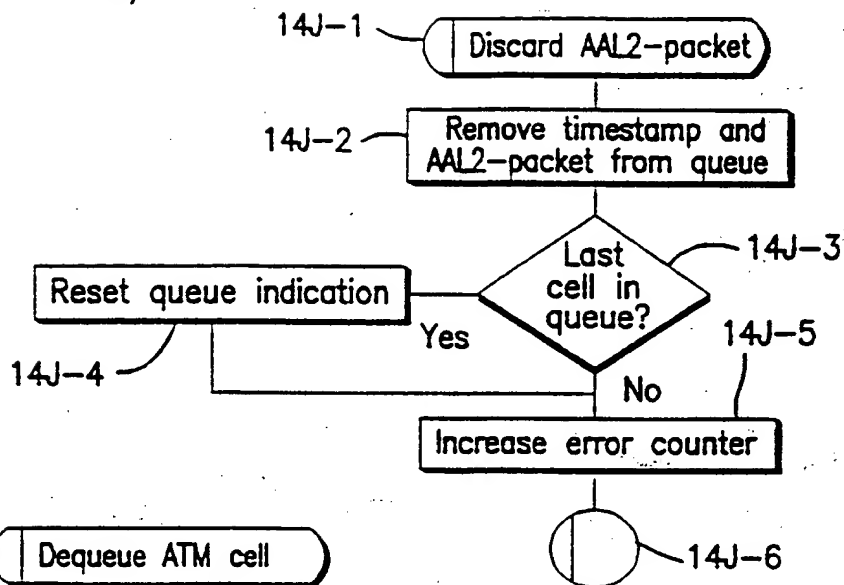 14J-1
Discard AAL2-packet
14J-2
Remove timestamp and
AAL2-packet from queue
14J-3
Last
cell in
queue?
Reset queue indication
Yes
14J-4
14J-5
No
Increase error counter
Dequeue ATM cell
14J-6